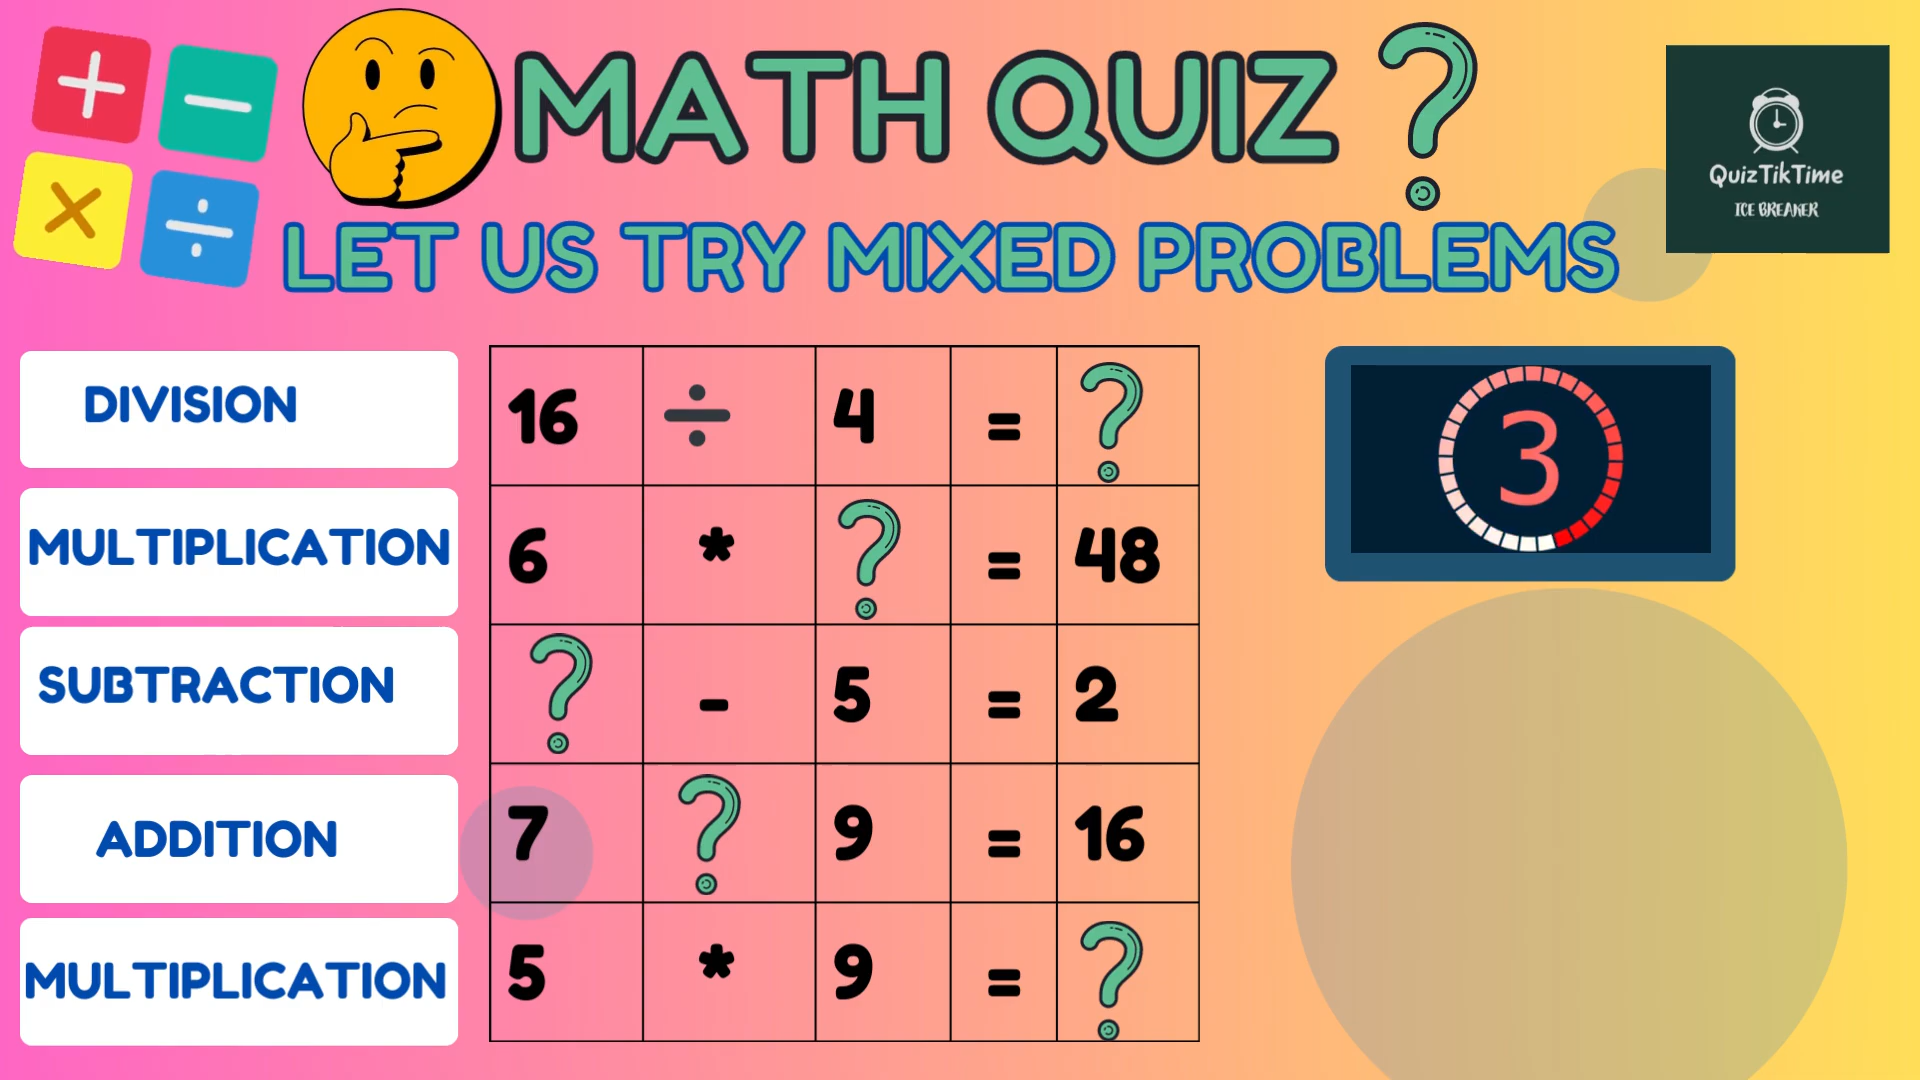 MATH QUIZ ?
QuizTikTime
ICE BREAKER
LET US TRY MIXED PROBLEMS
DIVISION
16 ÷ 4 = ?
3
MULTIPLICATION
6 * ? = 48
SUBTRACTION
? - 5 = 2
ADDITION
7 ? 9 = 16
MULTIPLICATION
5 * 9 = ?